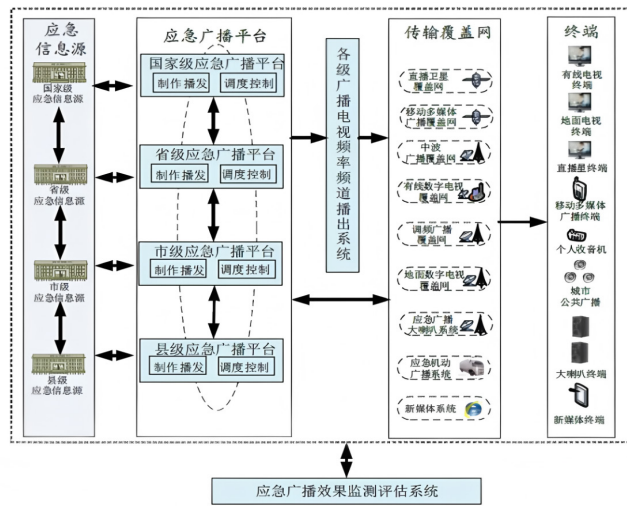 应急
信息源
国家级
应急信息源
省级
应急信息源
市级
应急信息源
县级
应急信息源
应急广播平台
国家级应急广播平台
制作播发
调度控制
省级应急广播平台
制作播发
调度控制
市级应急广播平台
制作播发
调度控制
县级应急广播平台
制作播发
调度控制
各级广播电视频率频道播出系统
传输覆盖网
直播卫星
覆盖网
移动多媒体
广播覆盖网
中波
广播覆盖网
有线数字电视
覆盖网
调频广播
覆盖网
地面数字电视
覆盖网
应急广播
大喇叭系统
应急机动
广播系统
新媒体系统
终端
有线电视
终端
地面电视
终端
直播星终端
移动多媒体
广播终端
个人收音机
城市
公共广播
大喇叭终端
新媒体终端
应急广播效果监测评估系统